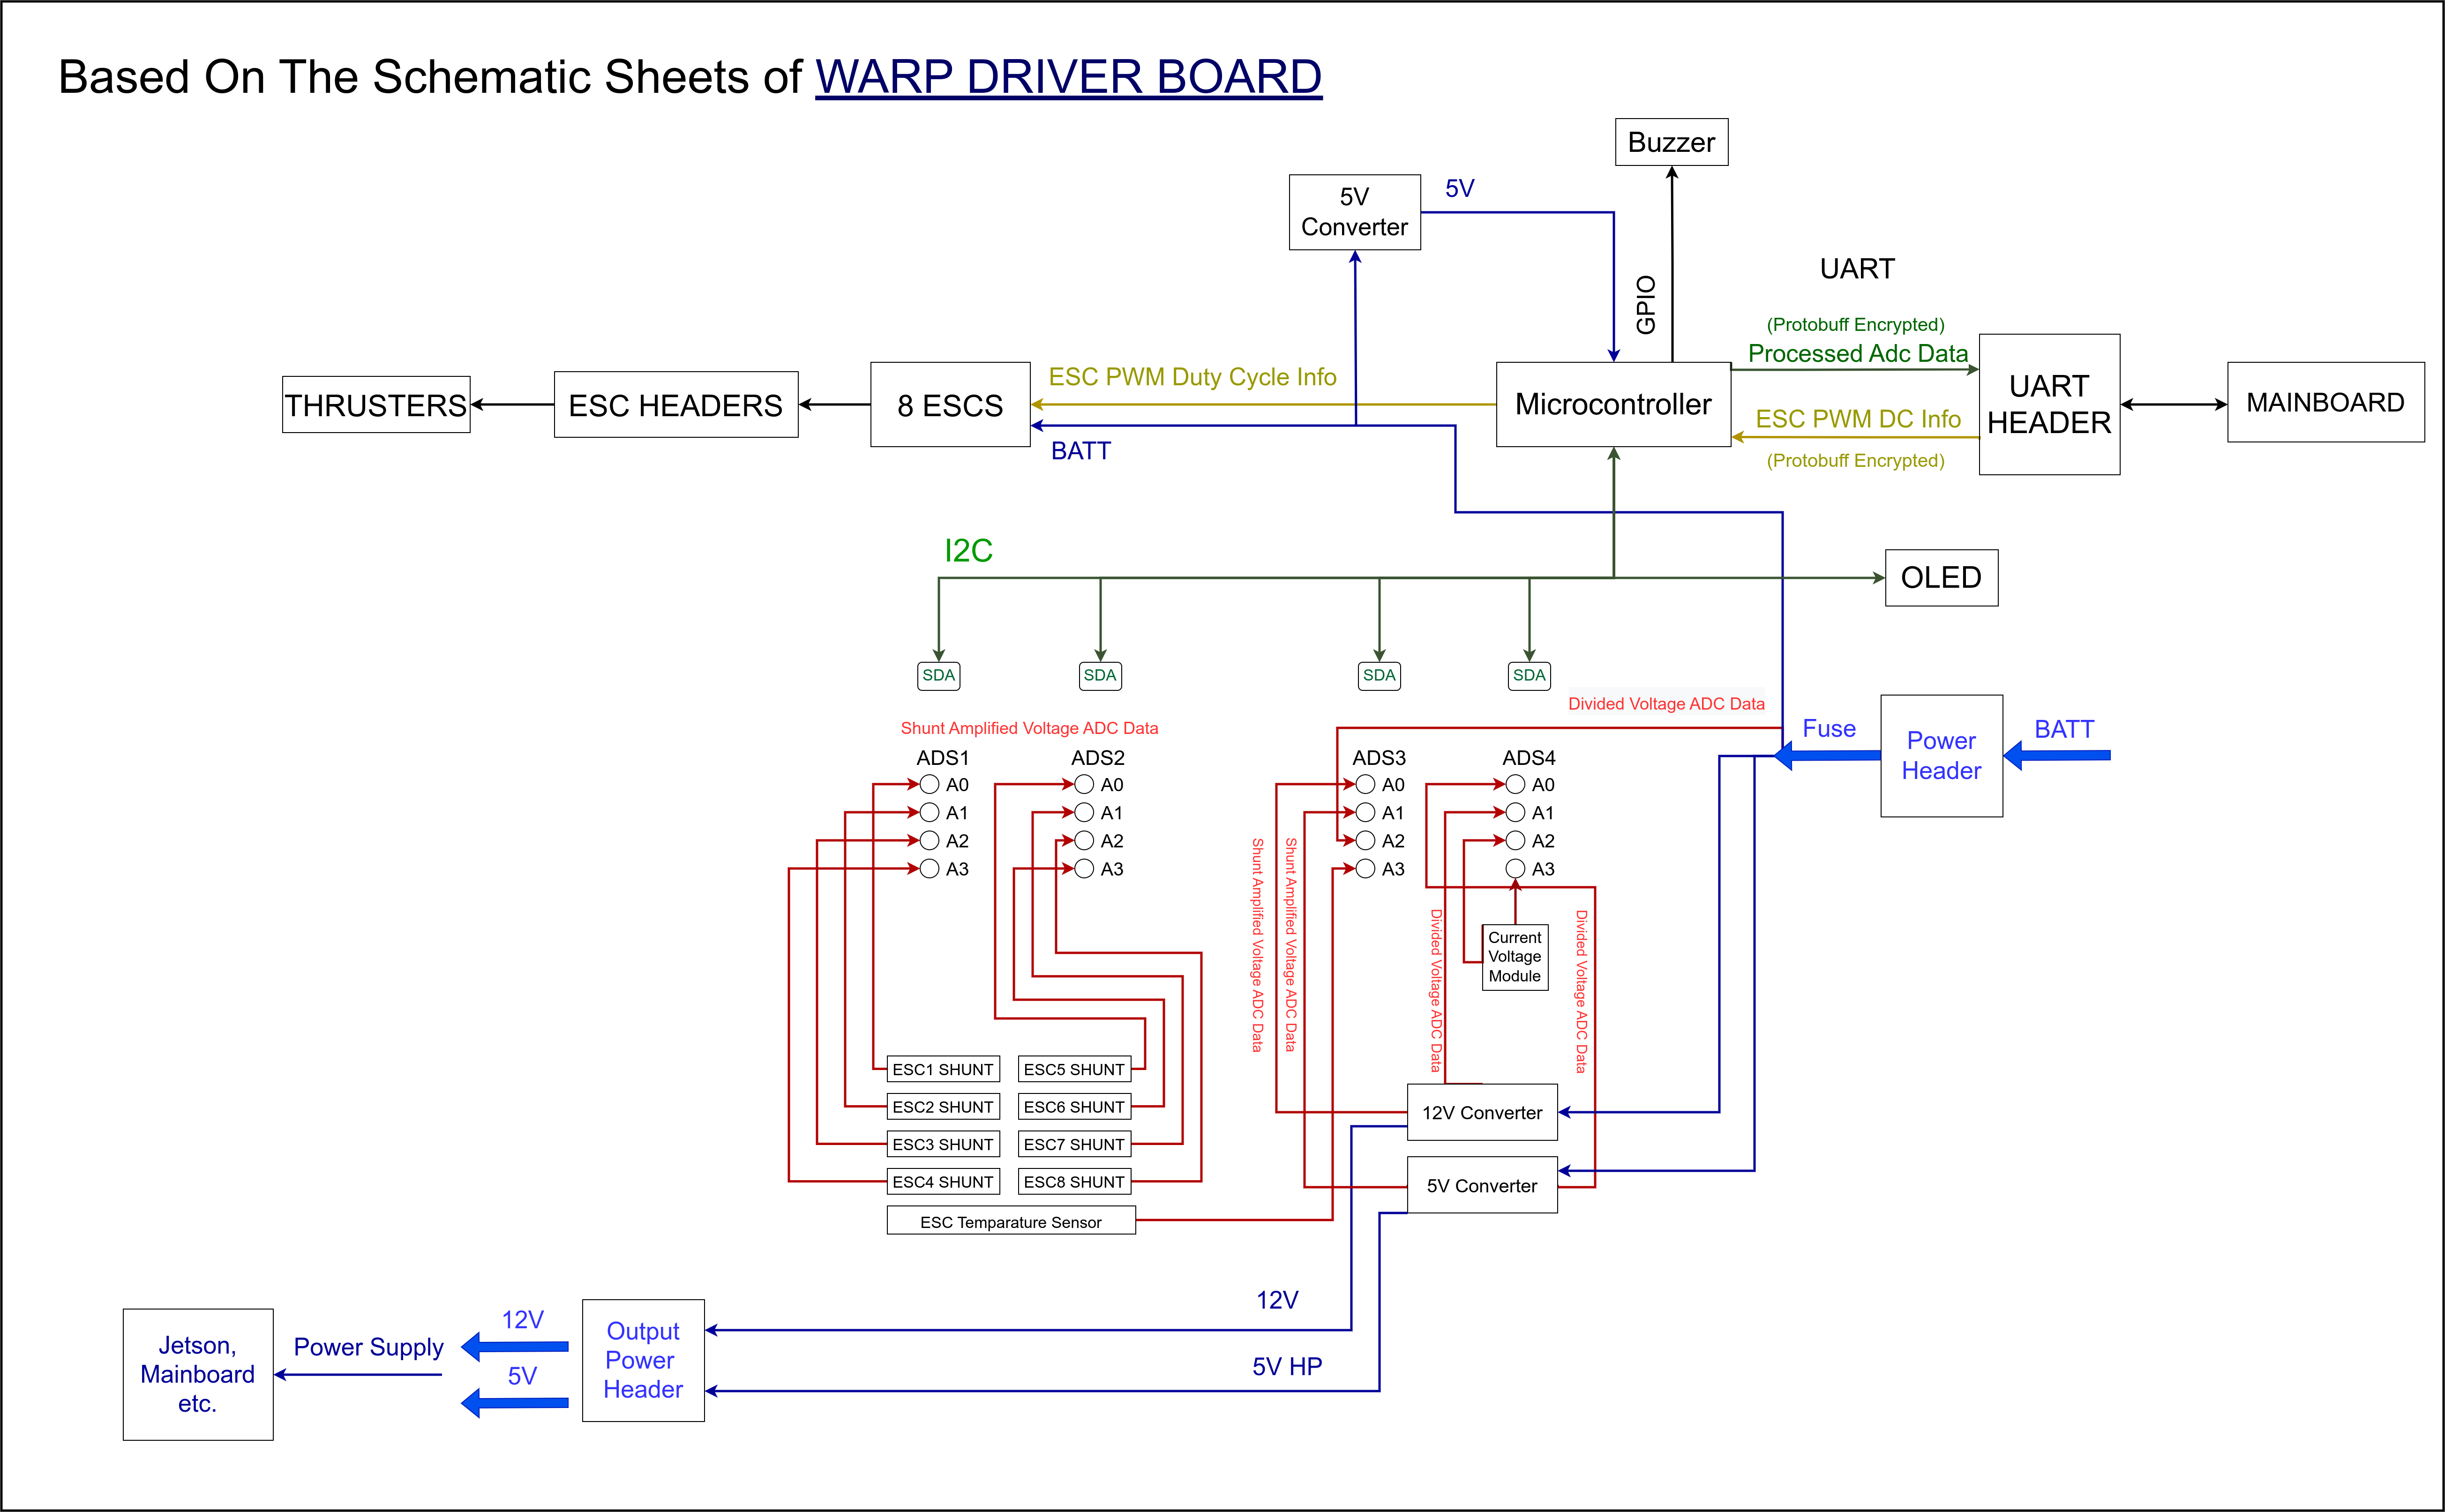 Based On The Schematic Sheets of WARP DRIVER BOARD
Buzzer
5V
Converter
5V
GPIO
UART
(Protobuff Encrypted)
Processed Adc Data
THRUSTERS
ESC HEADERS
8 ESCS
ESC PWM Duty Cycle Info
BATT
Microcontroller
ESC PWM DC Info
(Protobuff Encrypted)
UART
HEADER
MAINBOARD
I2C
OLED
SDA
SDA
SDA
SDA
Shunt Amplified Voltage ADC Data
Divided Voltage ADC Data
Fuse
Power
Header
BATT
ADS1
A0
A1
A2
A3
ADS2
A0
A1
A2
A3
ADS3
A0
A1
A2
A3
ADS4
A0
A1
A2
A3
Shunt Amplified Voltage ADC Data
Shunt Amplified Voltage ADC Data
Divided Voltage ADC Data
Divided Voltage ADC Data
Current
Voltage
Module
ESC1 SHUNT
ESC2 SHUNT
ESC3 SHUNT
ESC4 SHUNT
ESC5 SHUNT
ESC6 SHUNT
ESC7 SHUNT
ESC8 SHUNT
ESC Temparature Sensor
12V Converter
5V Converter
12V
5V HP
Output
Power
Header
12V
5V
Power Supply
Jetson,
Mainboard
etc.